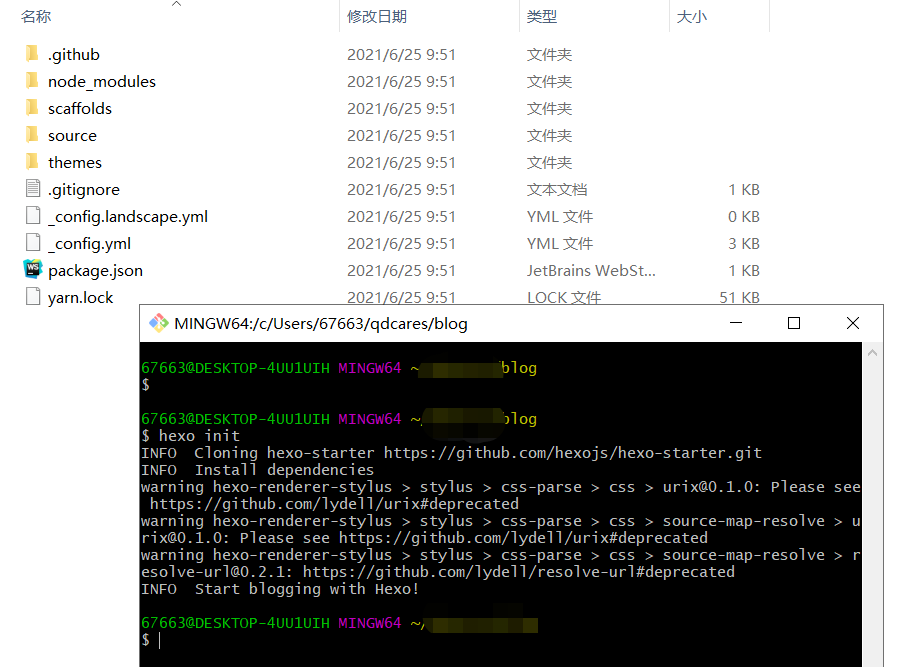 名称 修改日期 类型 大小
.github 2021/6/25 9:51 文件夹
node_modules 2021/6/25 9:51 文件夹
scaffolds 2021/6/25 9:51 文件夹
source 2021/6/25 9:51 文件夹
themes 2021/6/25 9:51 文件夹
.gitignore 2021/6/25 9:51 文本文档 1 KB
_config.landscape.yml 2021/6/25 9:51 YML 文件 0 KB
_config.yml 2021/6/25 9:51 YML 文件 3 KB
package.json 2021/6/25 9:51 JetBrains WebSt... 1 KB
yarn.lock 2021/6/25 9:51 LOCK 文件 51 KB
MINGW64:/c/Users/67663/qdcares/blog
67663@DESKTOP-4UU1UIH MINGW64 ~ blog
$
67663@DESKTOP-4UU1UIH MINGW64 ~/ blog
$ hexo init
INFO  Cloning hexo-starter https://github.com/hexojs/hexo-starter.git
INFO  Install dependencies
warning hexo-renderer-stylus > stylus > css-parse > css > urix@0.1.0: Please see
https://github.com/lydell/urix#deprecated
warning hexo-renderer-stylus > stylus > css-parse > css > source-map-resolve > u
rix@0.1.0: Please see https://github.com/lydell/urix#deprecated
warning hexo-renderer-stylus > stylus > css-parse > css > source-map-resolve > r
esolve-url@0.2.1: https://github.com/lydell/resolve-url#deprecated
INFO  Start blogging with Hexo!
67663@DESKTOP-4UU1UIH MINGW64 ~/
$